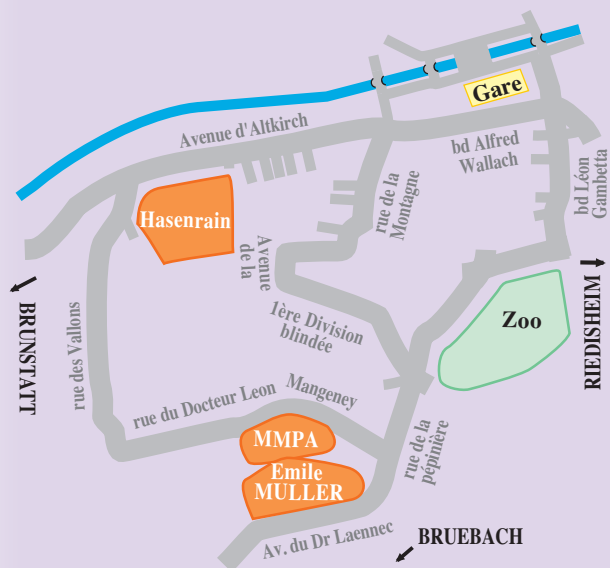 Gare
Avenue d'Altkirch
bd Alfred
Wallach
bd Léon
Gambetta
rue de la
Montagne
Hasenrain
Avenue
de la
1ère Division
blindée
Zoo
RIEDISHEIM
BRUNSTATT
rue des Vallons
rue du Docteur Leon Mangeney
MMPA
Emile
MULLER
rue de la
pépinière
Av. du Dr Laennec
BRUEBACH